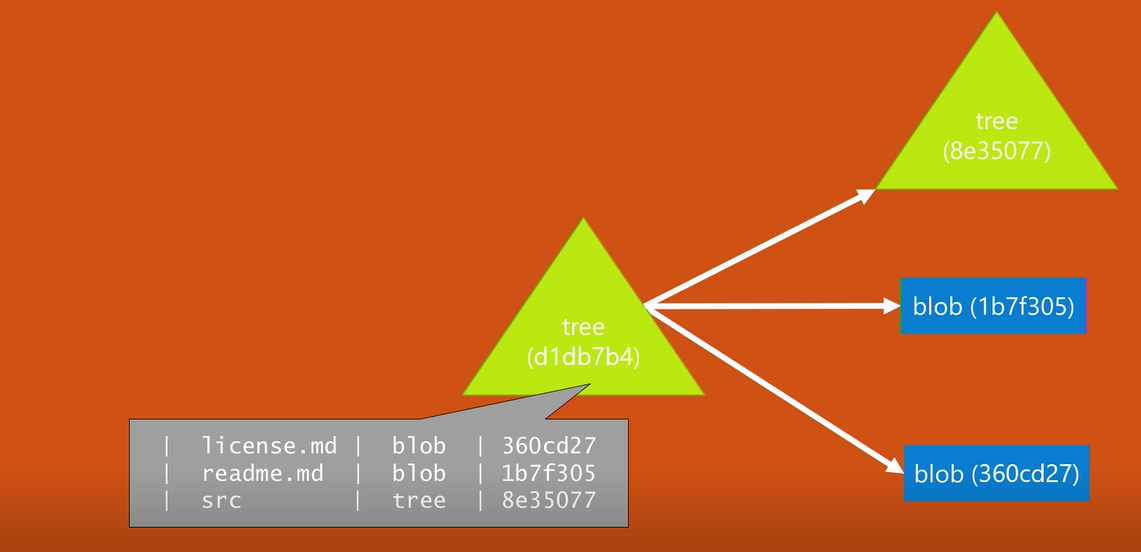 tree
(8e35077)
blob (1b7f305)
tree
(d1db7b4)
| license.md | blob | 360cd27
| readme.md | blob | 1b7f305
| src | tree | 8e35077
blob (360cd27)